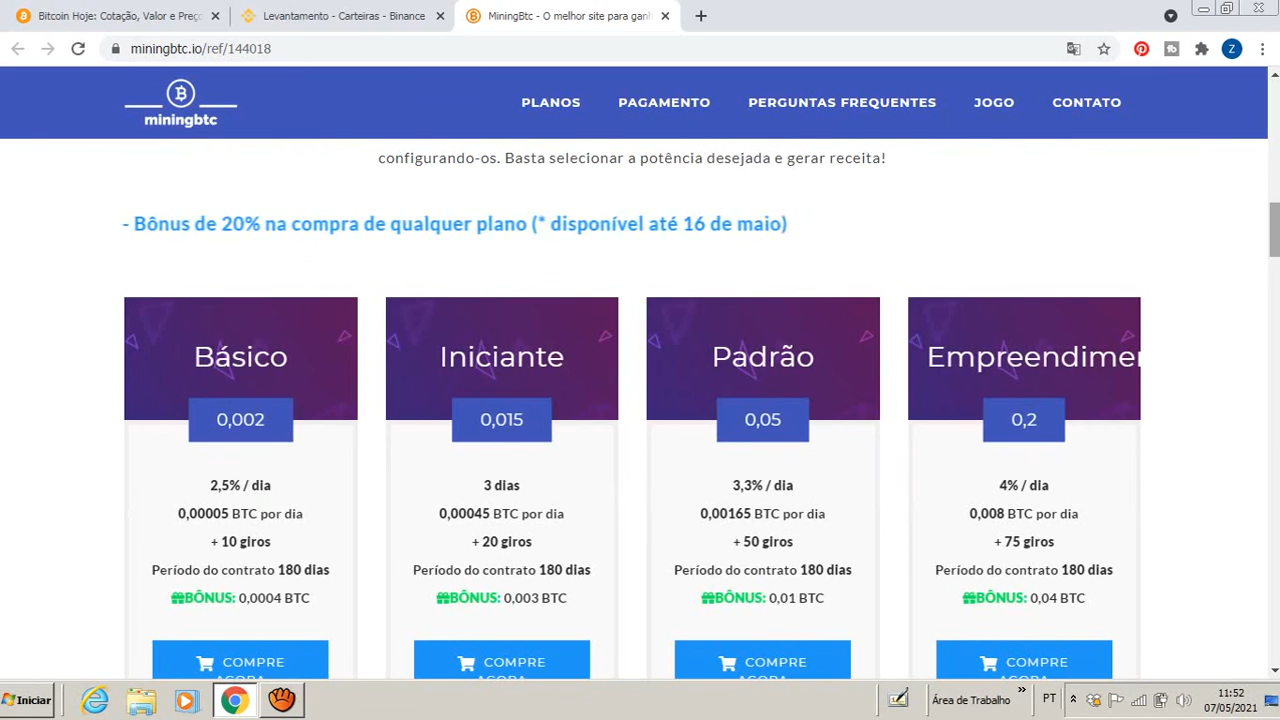 Bitcoin Hoje: Cotação, Valor e Preço
Levantamento - Carteiras - Binance
MiningBtc - O melhor site para ganh
miningbtc.io/ref/144018
Z
miningbtc
PLANOS
PAGAMENTO
PERGUNTAS FREQUENTES
JOGO
CONTATO
configurando-os. Basta selecionar a potência desejada e gerar receita!
- Bônus de 20% na compra de qualquer plano (* disponível até 16 de maio)
Básico
0,002
2,5% / dia
0,00005 BTC por dia
+ 10 giros
Período do contrato 180 dias
BÔNUS: 0,0004 BTC
COMPRE
AGORA
Iniciante
0,015
3 dias
0,00045 BTC por dia
+ 20 giros
Período do contrato 180 dias
BÔNUS: 0,003 BTC
COMPRE
AGORA
Padrão
0,05
3,3% / dia
0,00165 BTC por dia
+ 50 giros
Período do contrato 180 dias
BÔNUS: 0,01 BTC
COMPRE
AGORA
Empreendimen
0,2
4% / dia
0,008 BTC por dia
+ 75 giros
Período do contrato 180 dias
BÔNUS: 0,04 BTC
COMPRE
AGORA
Iniciar
Área de Trabalho
PT
11:52
07/05/2021